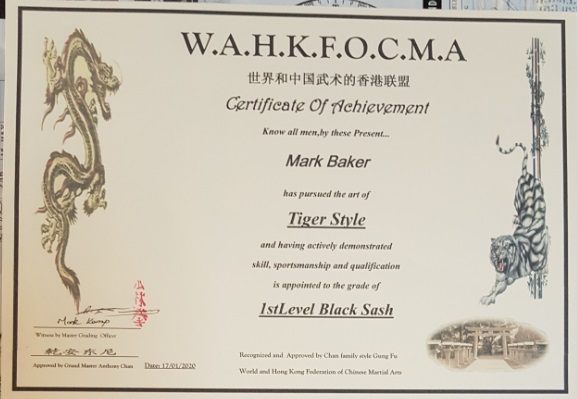 W.A.H.K.F.O.C.M.A
世界和中国武术的香港联盟
Certificate Of Achievement
Know all men,by these Present...
Mark Baker
has pursued the art of
Tiger Style
and having actively demonstrated
skill, sportsmanship and qualification
is appointed to the grade of
1stLevel Black Sash
Mark Kemp
Witness by Master Grading Officer
Approved by Grand Master Anthony Chan
Date: 17/01/2020
Recognized and Approved by Chan family style Gung Fu
World and Hong Kong Federation of Chinese Martial Arts